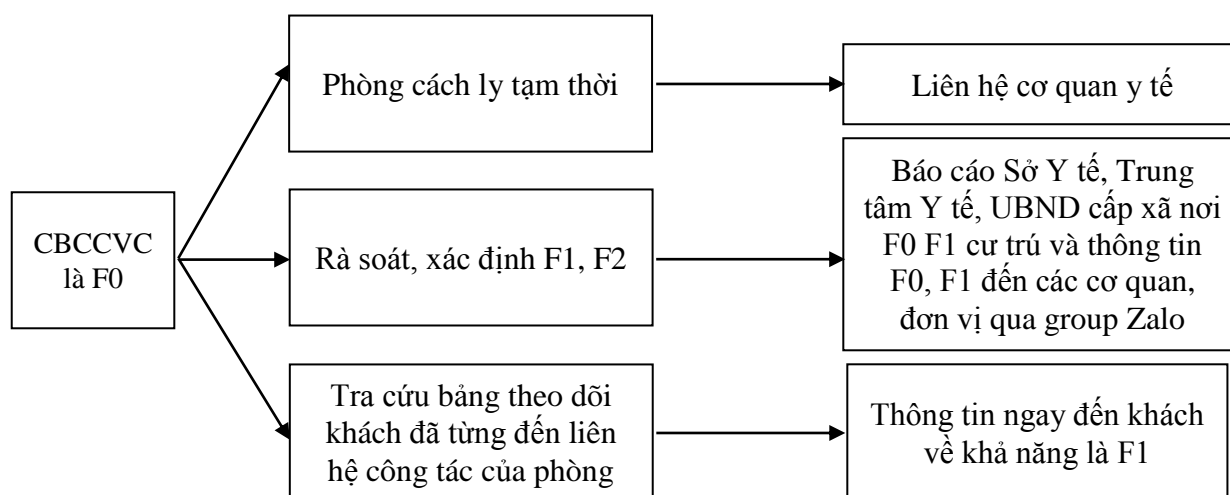 CBCCVC
là F0
Phòng cách ly tạm thời
Liên hệ cơ quan y tế
Rà soát, xác định F1, F2
Báo cáo Sở Y tế, Trung
tâm Y tế, UBND cấp xã nơi
F0 F1 cư trú và thông tin
F0, F1 đến các cơ quan,
đơn vị qua group Zalo
Tra cứu bảng theo dõi
khách đã từng đến liên
hệ công tác của phòng
Thông tin ngay đến khách
về khả năng là F1